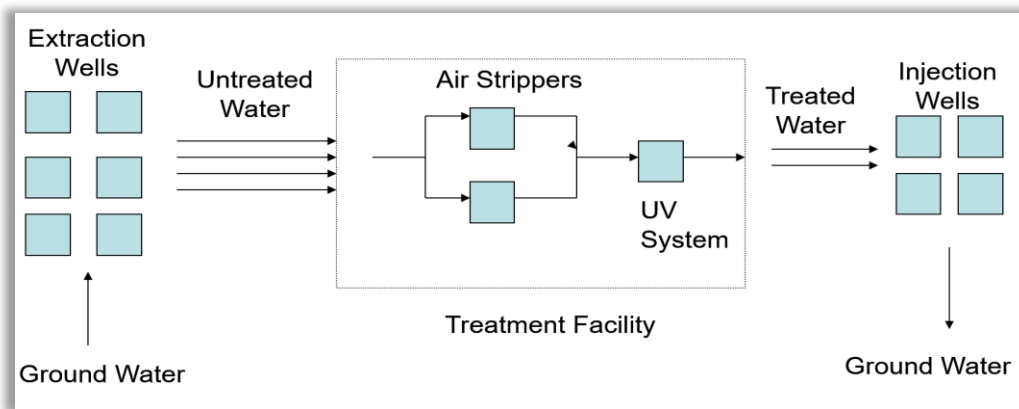 Extraction
Wells
Untreated
Water
Air Strippers
UV
System
Treatment Facility
Treated
Water
Injection
Wells
Ground Water
Ground Water